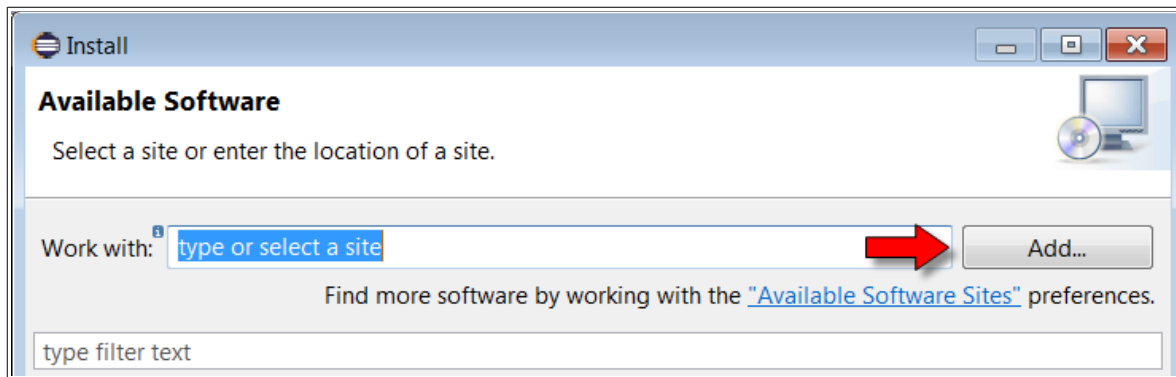 Install
Available Software
Select a site or enter the location of a site.
Work with: type or select a site Add...
Find more software by working with the "Available Software Sites" preferences.
type filter text